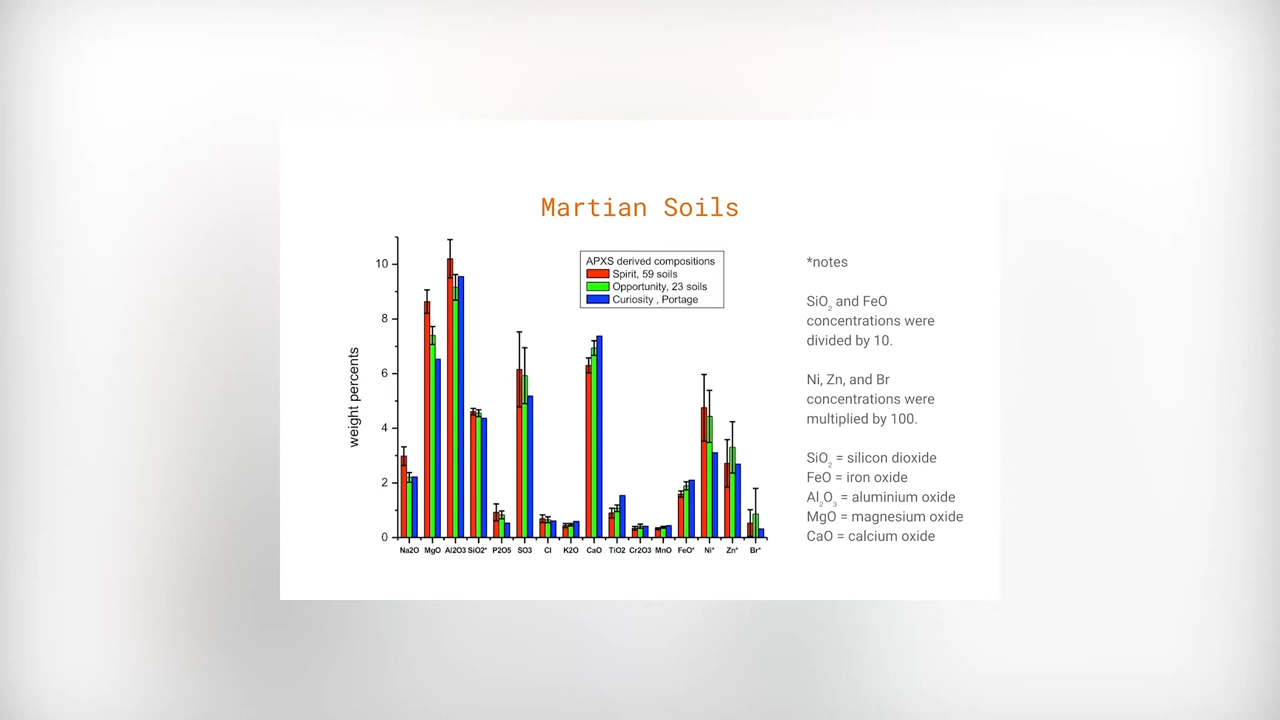 Martian Soils
10
8
6
4
2
0
weight percents
APXS derived compositions
Spirit, 59 soils
Opportunity, 23 soils
Curiosity , Portage
Na2O MgO Al2O3 SiO2* P2O5 SO3 Cl K2O CaO TiO2 Cr2O3 MnO FeO* Ni* Zn* Br*
*notes
SiO₂ and FeO
concentrations were
divided by 10.
Ni, Zn, and Br
concentrations were
multiplied by 100.
SiO₂ = silicon dioxide
FeO = iron oxide
Al₂O₃ = aluminium oxide
MgO = magnesium oxide
CaO = calcium oxide